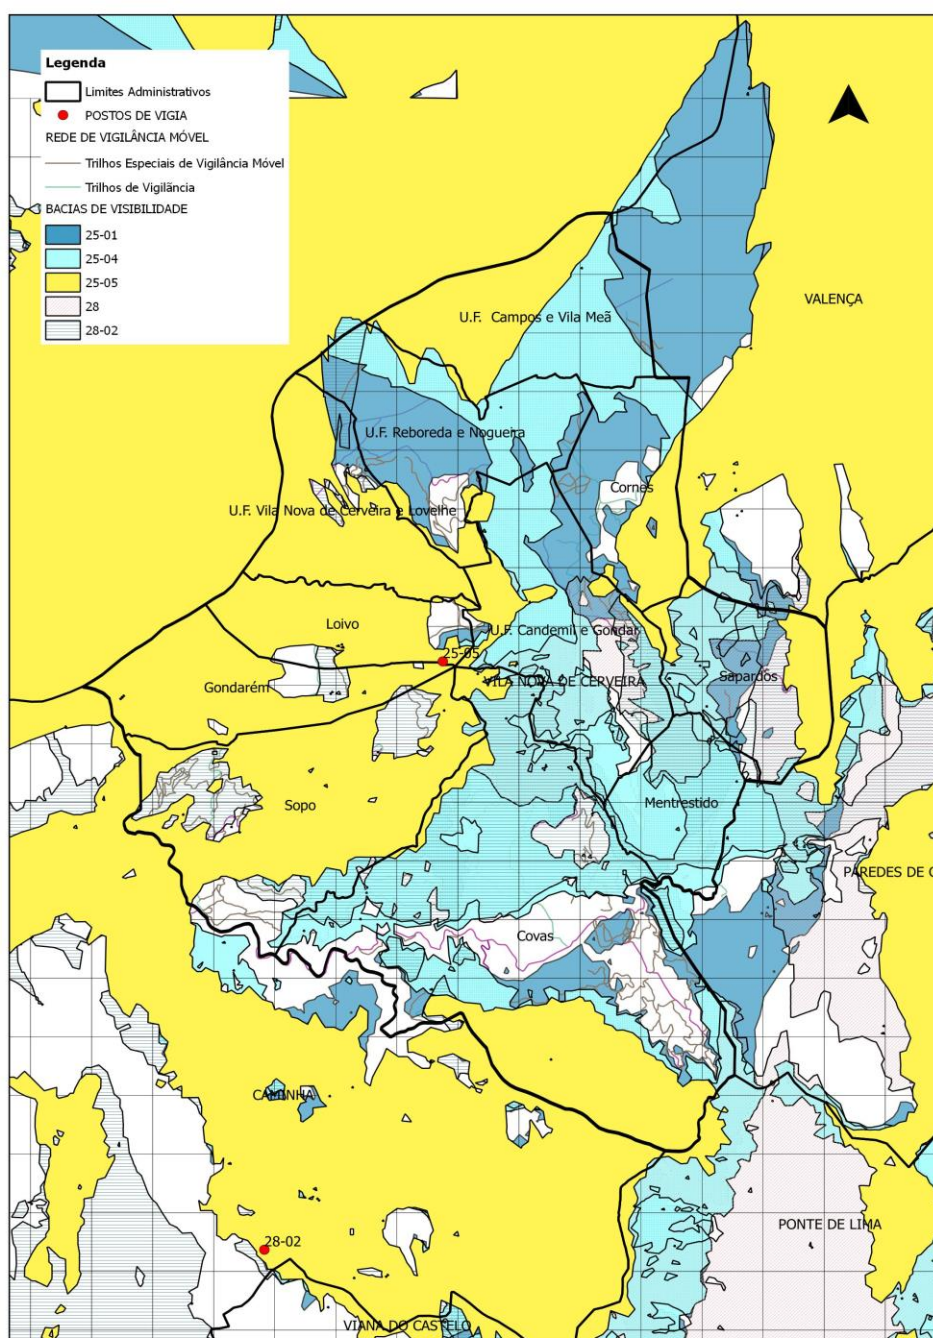 Legenda
Limites Administrativos
POSTOS DE VIGIA
REDE DE VIGILÂNCIA MÓVEL
Trilhos Especiais de Vigilância Móvel
Trilhos de Vigilância
BACIAS DE VISIBILIDADE
25-01
25-04
25-05
28
28-02
VALENÇA
U.F. Campos e Vila Meã
U.F. Reboreda e Nogueira
Cornes
U.F. Vila Nova de Cerveira e Lovelhe
Loivo
U.F. Candemil e Gondar
25-05
Gondarém
VILA NOVA DE CERVEIRA
Sapardos
Sopo
Mentrestido
PAREDES DE C
Covas
CAMINHA
PONTE DE LIMA
28-02
VIANA DO CASTELO